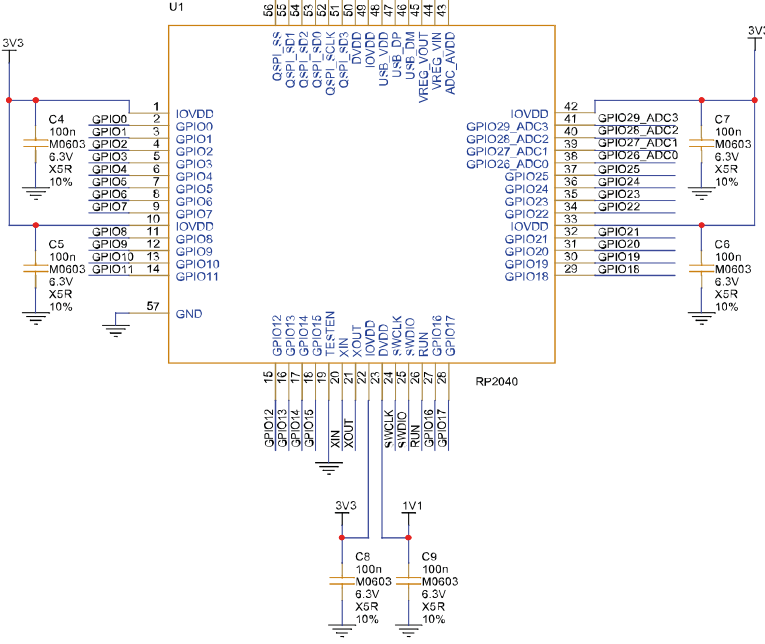 U1
56 55 54 53 52 51 50 49 48 47 46 45 44 43
QSPI_SS
QSPI_SD1
QSPI_SD2
QSPI_SD0
QSPI_SCLK
QSPI_SD3
DVDD
IOVDD
USB_VDD
USB_DP
USB_DM
VREG_VOUT
VREG_VIN
ADC_AVDD
3V3
3V3
1 IOVDD
GPIO0 2 GPIO0
GPIO1 3 GPIO1
GPIO2 4 GPIO2
GPIO3 5 GPIO3
GPIO4 6 GPIO4
GPIO5 7 GPIO5
GPIO6 8 GPIO6
GPIO7 9 GPIO7
10 IOVDD
GPIO8 11 GPIO8
GPIO9 12 GPIO9
GPIO10 13 GPIO10
GPIO11 14 GPIO11
57 GND
C4
100n
M0603
6.3V
X5R
10%
C5
100n
M0603
6.3V
X5R
10%
IOVDD 42
GPIO29_ADC3 41 GPIO29_ADC3
GPIO28_ADC2 40 GPIO28_ADC2
GPIO27_ADC1 39 GPIO27_ADC1
GPIO26_ADC0 38 GPIO26_ADC0
GPIO25 37 GPIO25
GPIO24 36 GPIO24
GPIO23 35 GPIO23
GPIO22 34 GPIO22
IOVDD 33
GPIO21 32 GPIO21
GPIO20 31 GPIO20
GPIO19 30 GPIO19
GPIO18 29 GPIO18
C7
100n
M0603
6.3V
X5R
10%
C6
100n
M0603
6.3V
X5R
10%
GPIO12
GPIO13
GPIO14
GPIO15
TESTEN
XIN
XOUT
IOVDD
DVDD
SWCLK
SWDIO
RUN
GPIO16
GPIO17
15 16 17 18 19 20 21 22 23 24 25 26 27 28
RP2040
GPIO12
GPIO13
GPIO14
GPIO15
XIN
XOUT
SWCLK
SWDIO
RUN
GPIO16
GPIO17
3V3
1V1
C8
100n
M0603
6.3V
X5R
10%
C9
100n
M0603
6.3V
X5R
10%